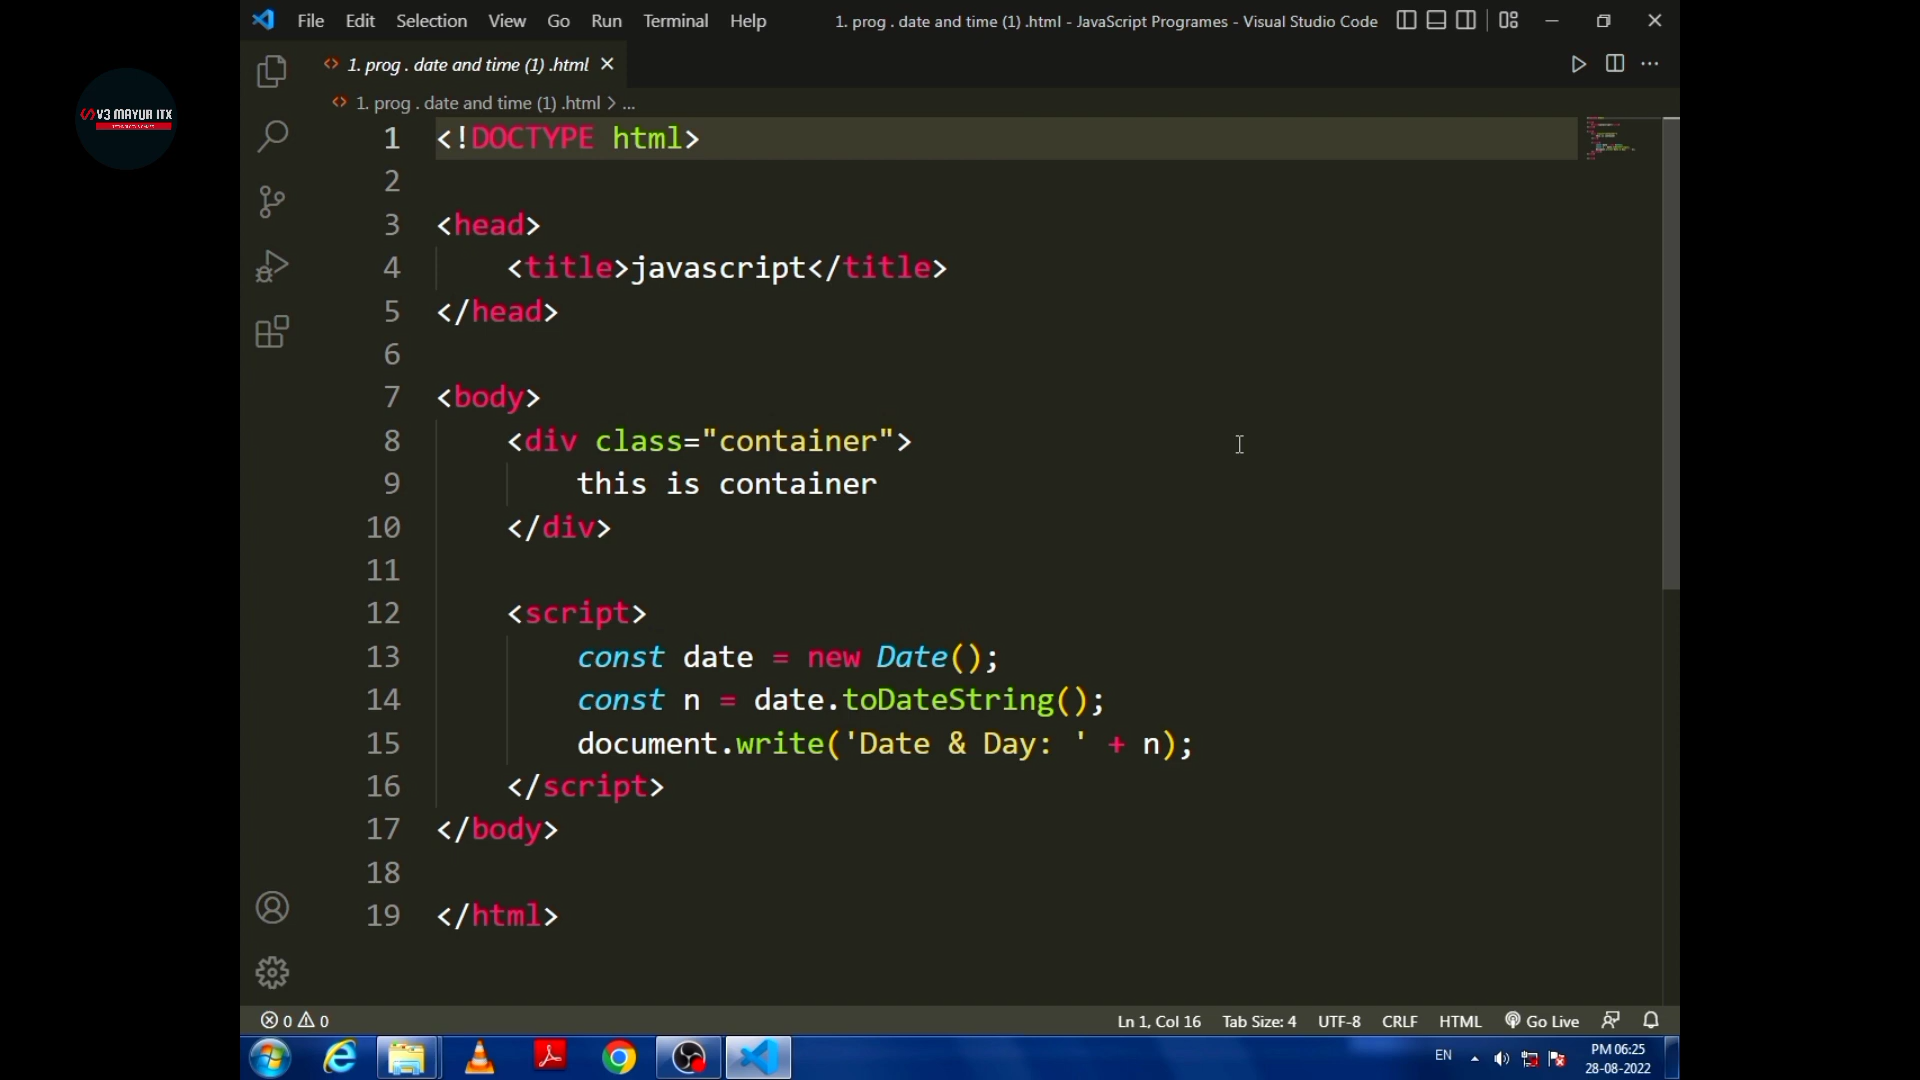 File Edit Selection View Go Run Terminal Help 1. prog . date and time (1) .html - JavaScript Programes - Visual Studio Code
1. prog . date and time (1) .html
V3 MAYUR ITX
1. prog . date and time (1) .html > ...
1 <!DOCTYPE html>
2
3 <head>
4 <title>javascript</title>
5 </head>
6
7 <body>
8 <div class="container">
9 this is container
10 </div>
11
12 <script>
13 const date = new Date();
14 const n = date.toDateString();
15 document.write('Date & Day: ' + n);
16 </script>
17 </body>
18
19 </html>
0 0 Ln 1, Col 16 Tab Size: 4 UTF-8 CRLF HTML Go Live
EN PM 06:25
28-08-2022